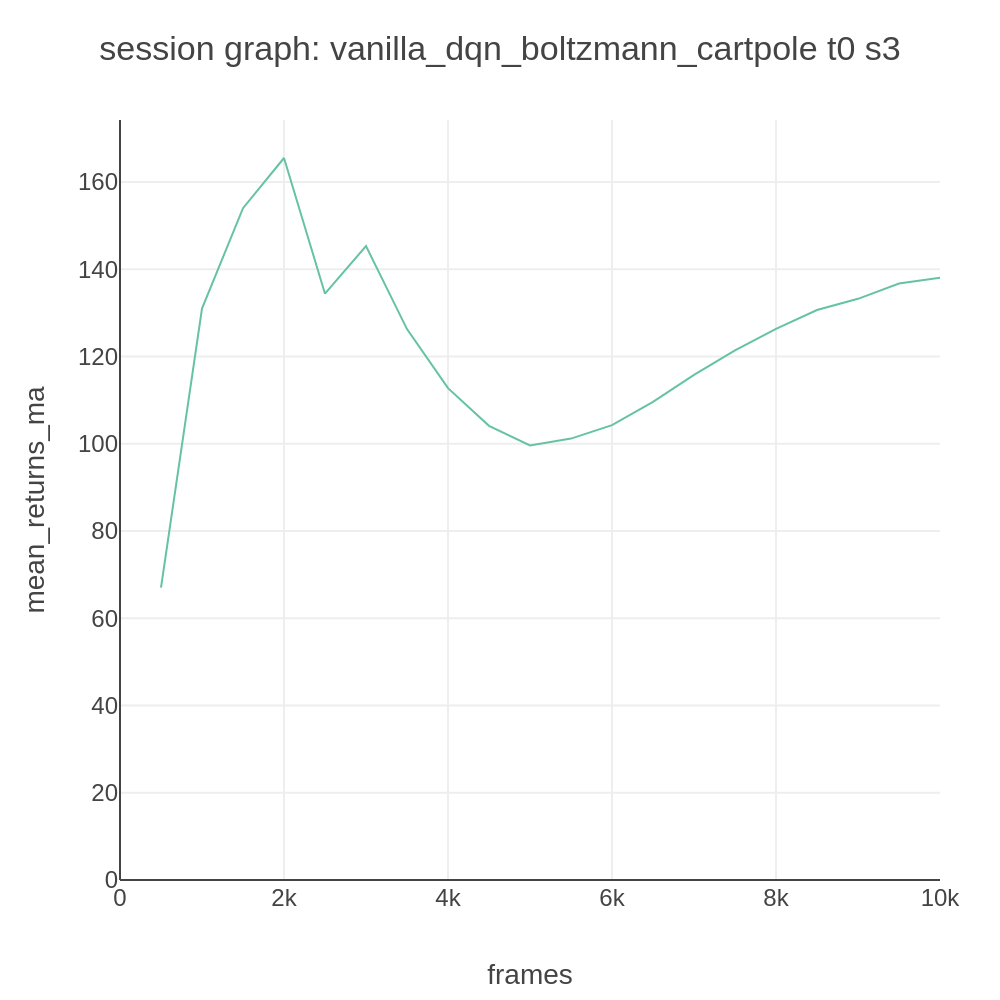 session graph: vanilla_dqn_boltzmann_cartpole t0 s3
mean_returns_ma
160
140
120
100
80
60
40
20
0
0 2k 4k 6k 8k 10k
frames